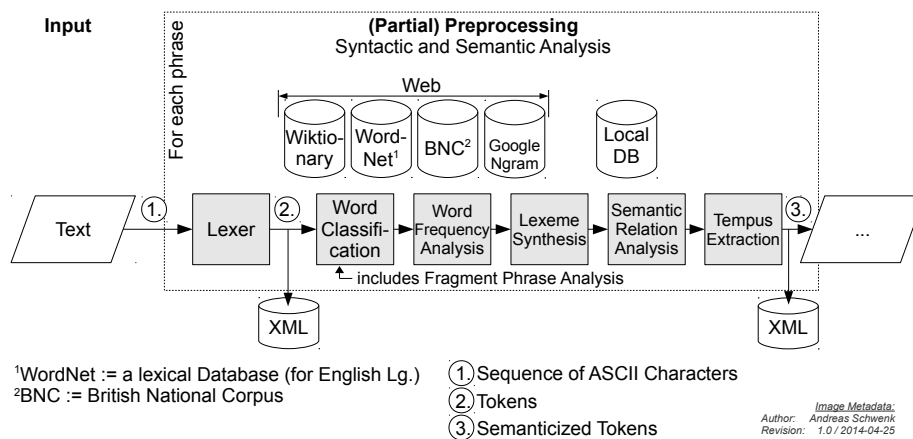 Input
(Partial) Preprocessing
Syntactic and Semantic Analysis
For each phrase
Web
Wiktio-
nary
Word-
Net¹
BNC²
Google
Ngram
Local
DB
Text
1.
Lexer
2.
Word
Classifi-
cation
Word
Frequency
Analysis
Lexeme
Synthesis
Semantic
Relation
Analysis
Tempus
Extraction
3.
...
includes Fragment Phrase Analysis
XML
XML
¹WordNet := a lexical Database (for English Lg.)
²BNC := British National Corpus
1. Sequence of ASCII Characters
2. Tokens
3. Semanticized Tokens
Image Metadata:
Author: Andreas Schwenk
Revision: 1.0 / 2014-04-25